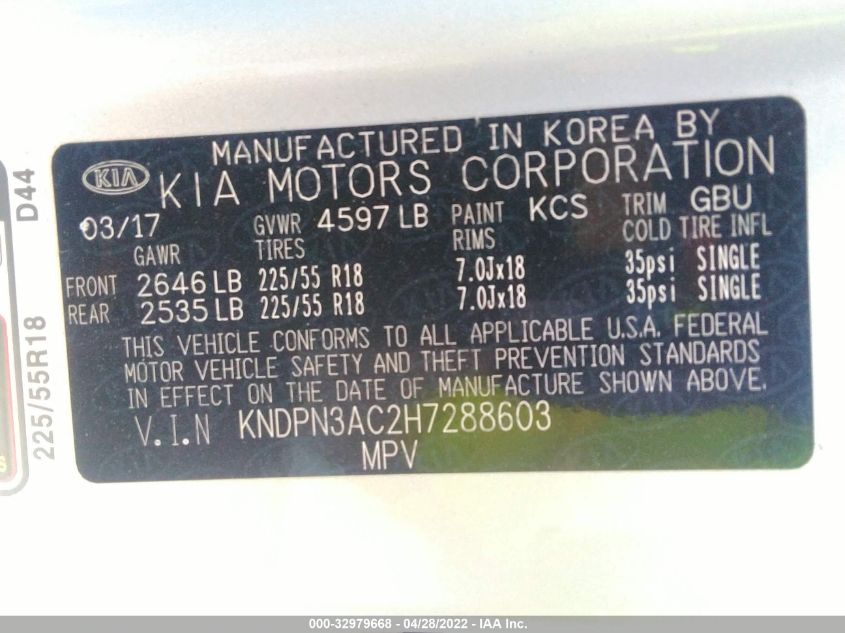 MANUFACTURED IN KOREA BY
KIA KIA MOTORS CORPORATION
03/17 GVWR 4597 LB PAINT KCS TRIM GBU
GAWR TIRES RIMS COLD TIRE INFL
FRONT 2646 LB 225/55 R18 7.0Jx18 35psi SINGLE
REAR 2535 LB 225/55 R18 7.0Jx18 35psi SINGLE
THIS VEHICLE CONFORMS TO ALL APPLICABLE U.S.A. FEDERAL
MOTOR VEHICLE SAFETY AND THEFT PREVENTION STANDARDS
IN EFFECT ON THE DATE OF MANUFACTURE SHOWN ABOVE.
V.I.N KNDPN3AC2H7288603
MPV
D44
225/55R18
000-32979668 - 04/28/2022 - IAA Inc.